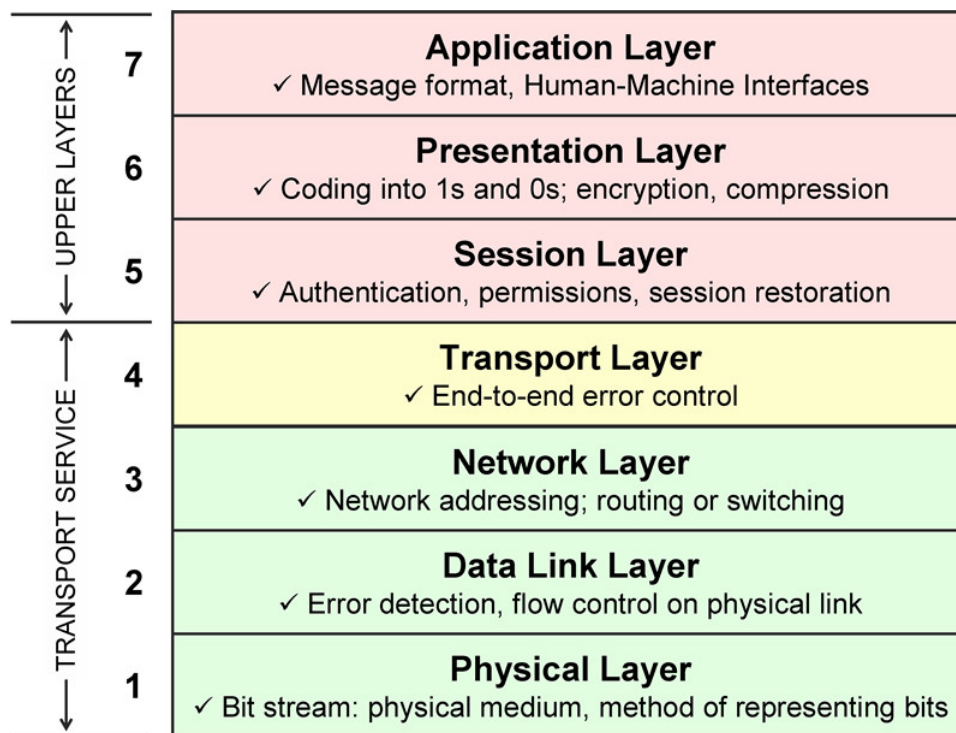 UPPER LAYERS
7
Application Layer
✓ Message format, Human-Machine Interfaces
6
Presentation Layer
✓ Coding into 1s and 0s; encryption, compression
5
Session Layer
✓ Authentication, permissions, session restoration
TRANSPORT SERVICE
4
Transport Layer
✓ End-to-end error control
3
Network Layer
✓ Network addressing; routing or switching
2
Data Link Layer
✓ Error detection, flow control on physical link
1
Physical Layer
✓ Bit stream: physical medium, method of representing bits